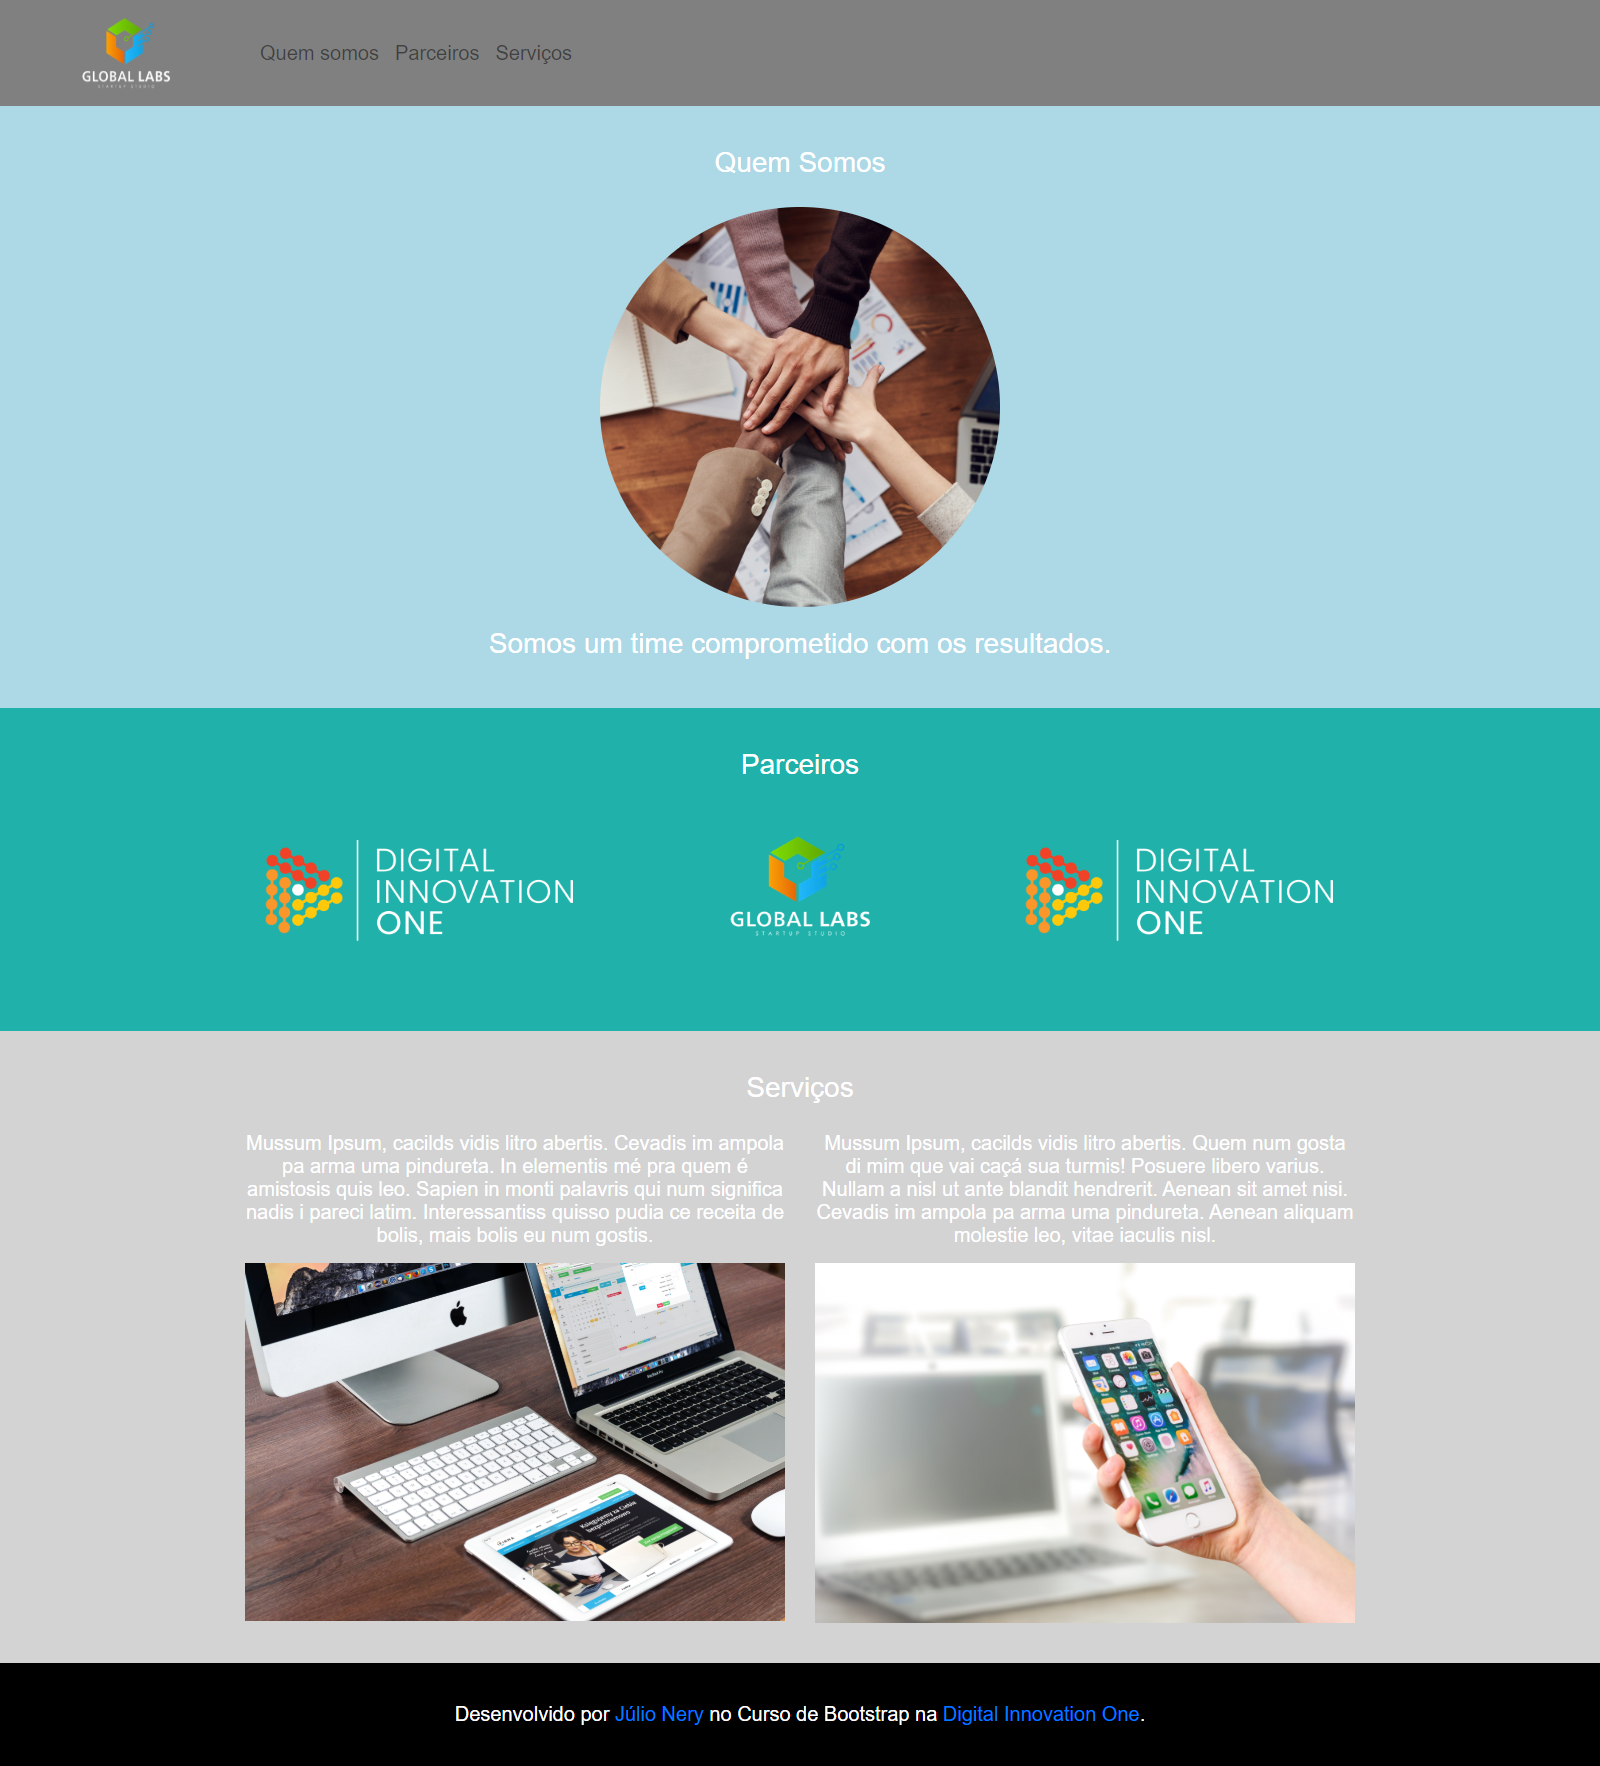 GLOBAL LABS
STARTUP STUDIO
Quem somos Parceiros Serviços
Quem Somos
Somos um time comprometido com os resultados.
Parceiros
DIGITAL
INNOVATION
ONE
GLOBAL LABS
STARTUP STUDIO
DIGITAL
INNOVATION
ONE
Serviços
Mussum Ipsum, cacilds vidis litro abertis. Cevadis im ampola
pa arma uma pindureta. In elementis mé pra quem é
amistosis quis leo. Sapien in monti palavris qui num significa
nadis i pareci latim. Interessantiss quisso pudia ce receita de
bolis, mais bolis eu num gostis.
Mussum Ipsum, cacilds vidis litro abertis. Quem num gosta
di mim que vai caçá sua turmis! Posuere libero varius.
Nullam a nisl ut ante blandit hendrerit. Aenean sit amet nisi.
Cevadis im ampola pa arma uma pindureta. Aenean aliquam
molestie leo, vitae iaculis nisl.
Księgujemy za Ciebie
bezproblemowo
Desenvolvido por Júlio Nery no Curso de Bootstrap na Digital Innovation One.